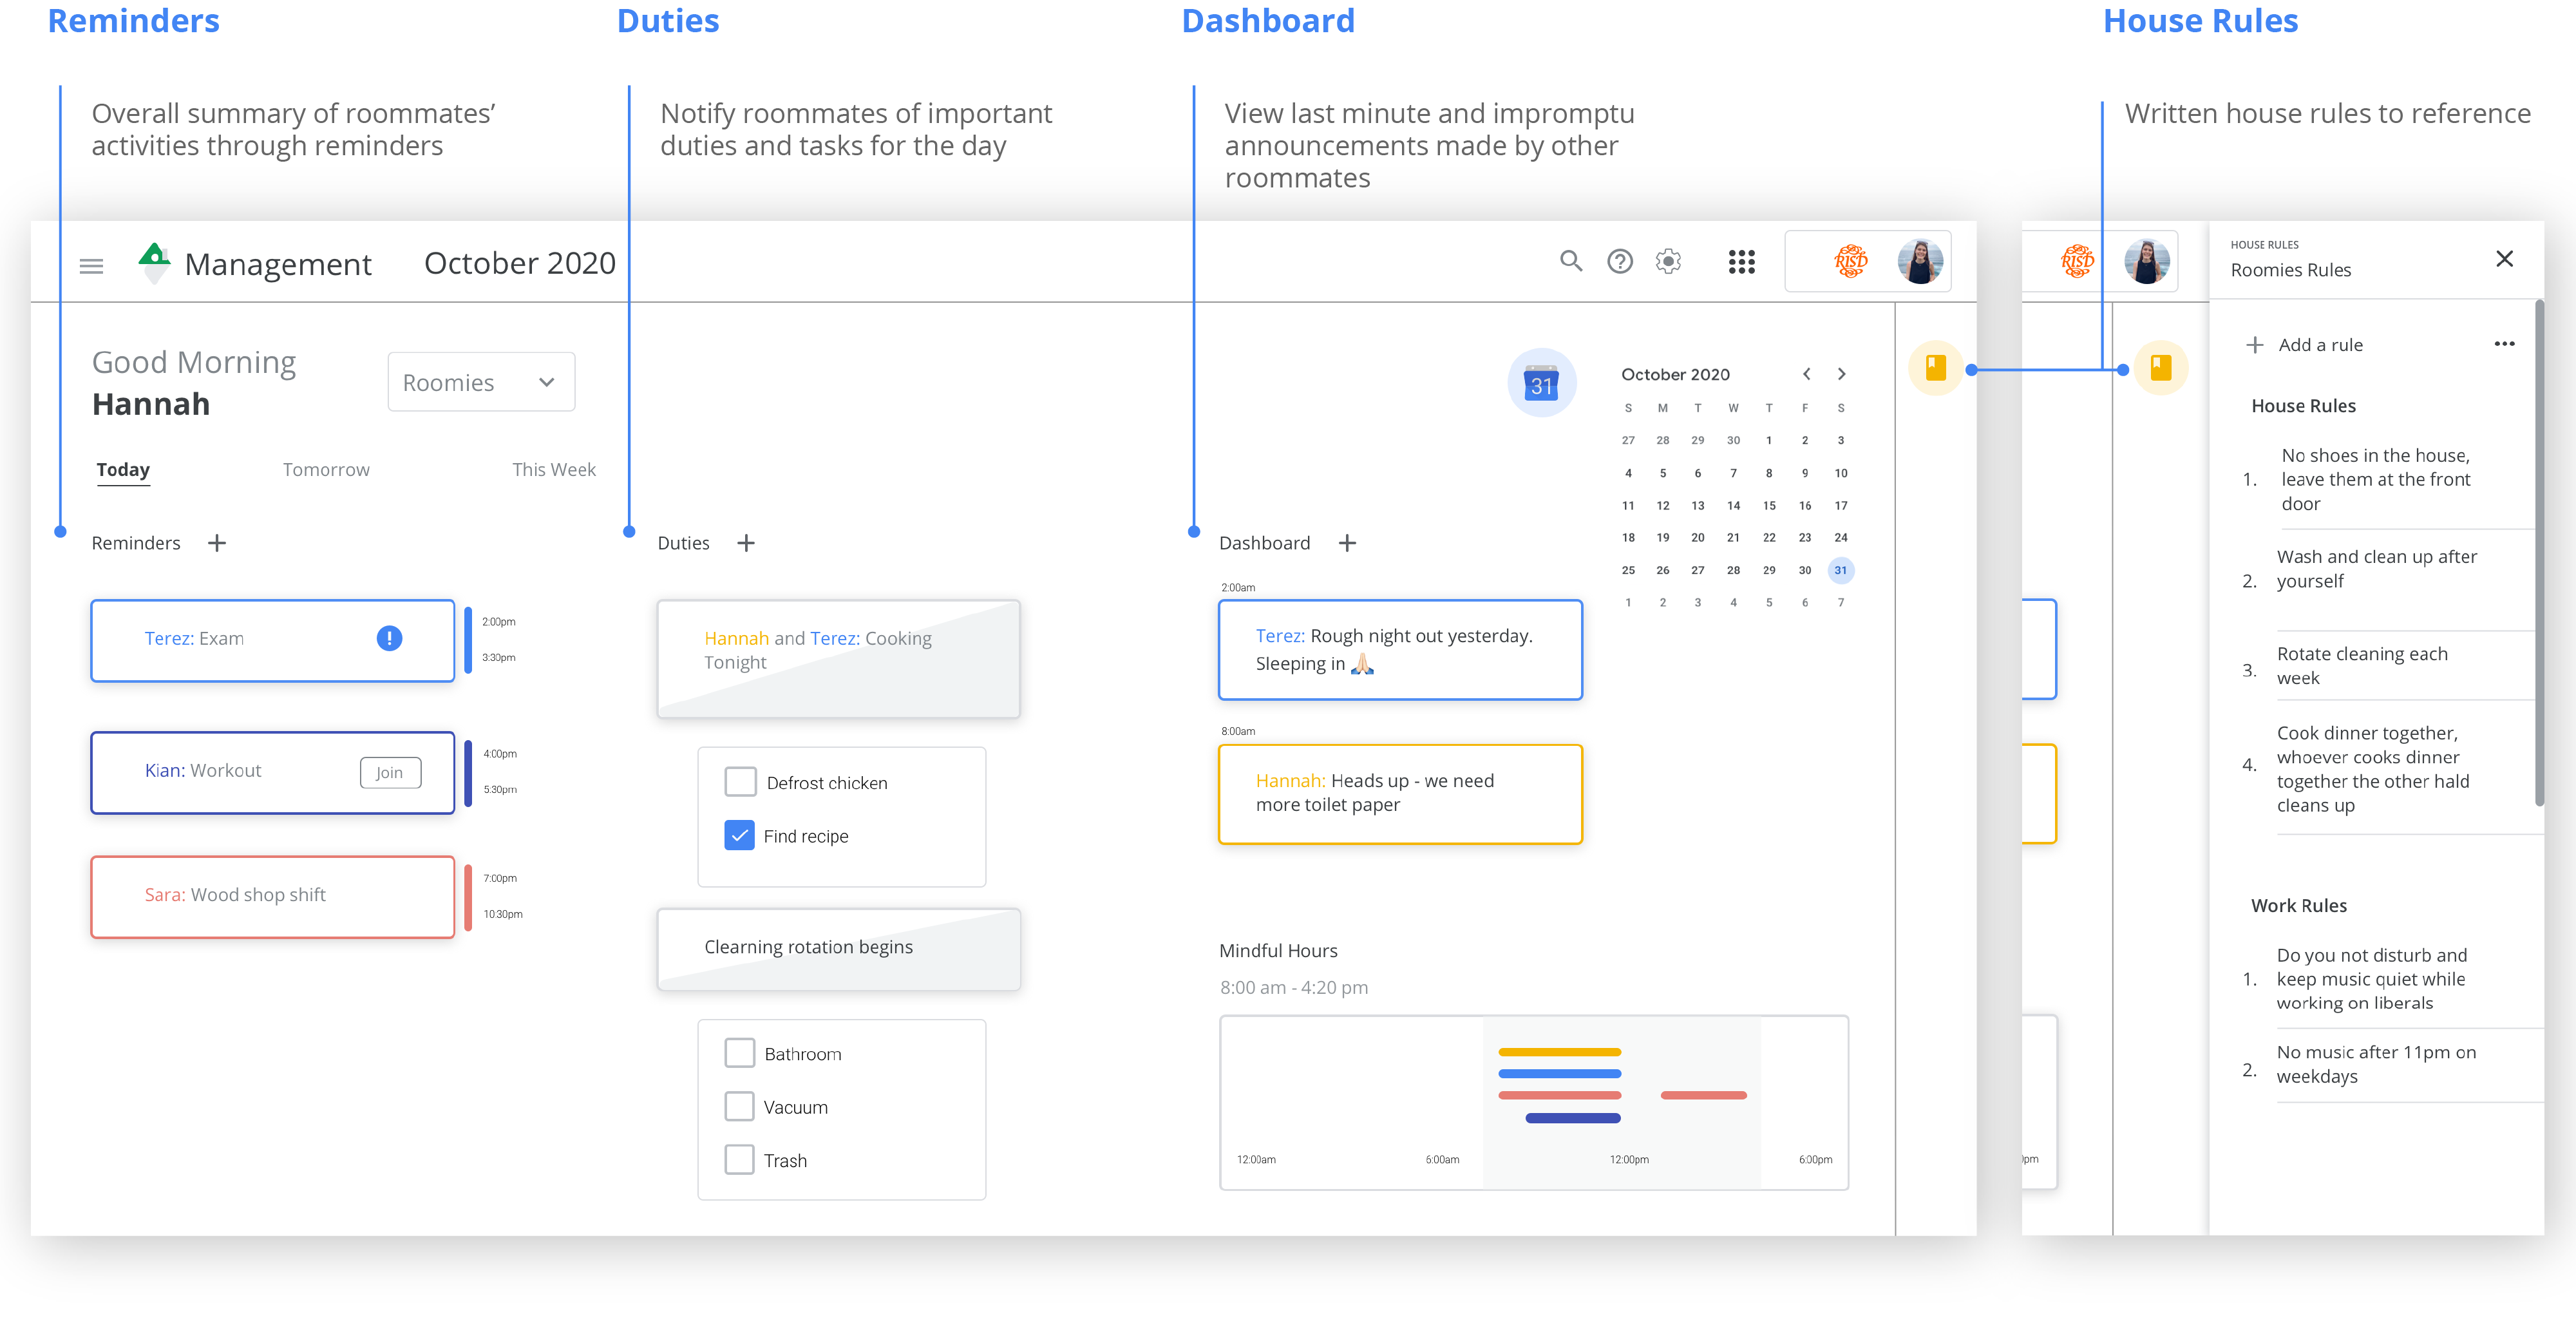 Reminders
Overall summary of roommates'
activities through reminders
Duties
Notify roommates of important
duties and tasks for the day
Dashboard
View last minute and impromptu
announcements made by other
roommates
House Rules
Written house rules to reference
Management
October 2020
RISD
Good Morning
Hannah
Roomies
Today
Tomorrow
This Week
Reminders
Terez: Exam
2:00pm
3:30pm
Kian: Workout
Join
4:00pm
5:30pm
Sara: Wood shop shift
7:00pm
10:30pm
Duties
Hannah and Terez: Cooking
Tonight
Defrost chicken
Find recipe
Clearning rotation begins
Bathroom
Vacuum
Trash
31
October 2020
S M T W T F S
27 28 29 30 1 2 3
4 5 6 7 8 9 10
11 12 13 14 15 16 17
18 19 20 21 22 23 24
25 26 27 28 29 30 31
1 2 3 4 5 6 7
Dashboard
2:00am
Terez: Rough night out yesterday.
Sleeping in 🙏🏻
8:00am
Hannah: Heads up - we need
more toilet paper
Mindful Hours
8:00 am - 4:20 pm
12:00am 6:00am 12:00pm 6:00pm
RISD
pm
HOUSE RULES
Roomies Rules
Add a rule
House Rules
1. No shoes in the house,
leave them at the front
door
2. Wash and clean up after
yourself
3. Rotate cleaning each
week
4. Cook dinner together,
whoever cooks dinner
together the other hald
cleans up
Work Rules
1. Do you not disturb and
keep music quiet while
working on liberals
2. No music after 11pm on
weekdays